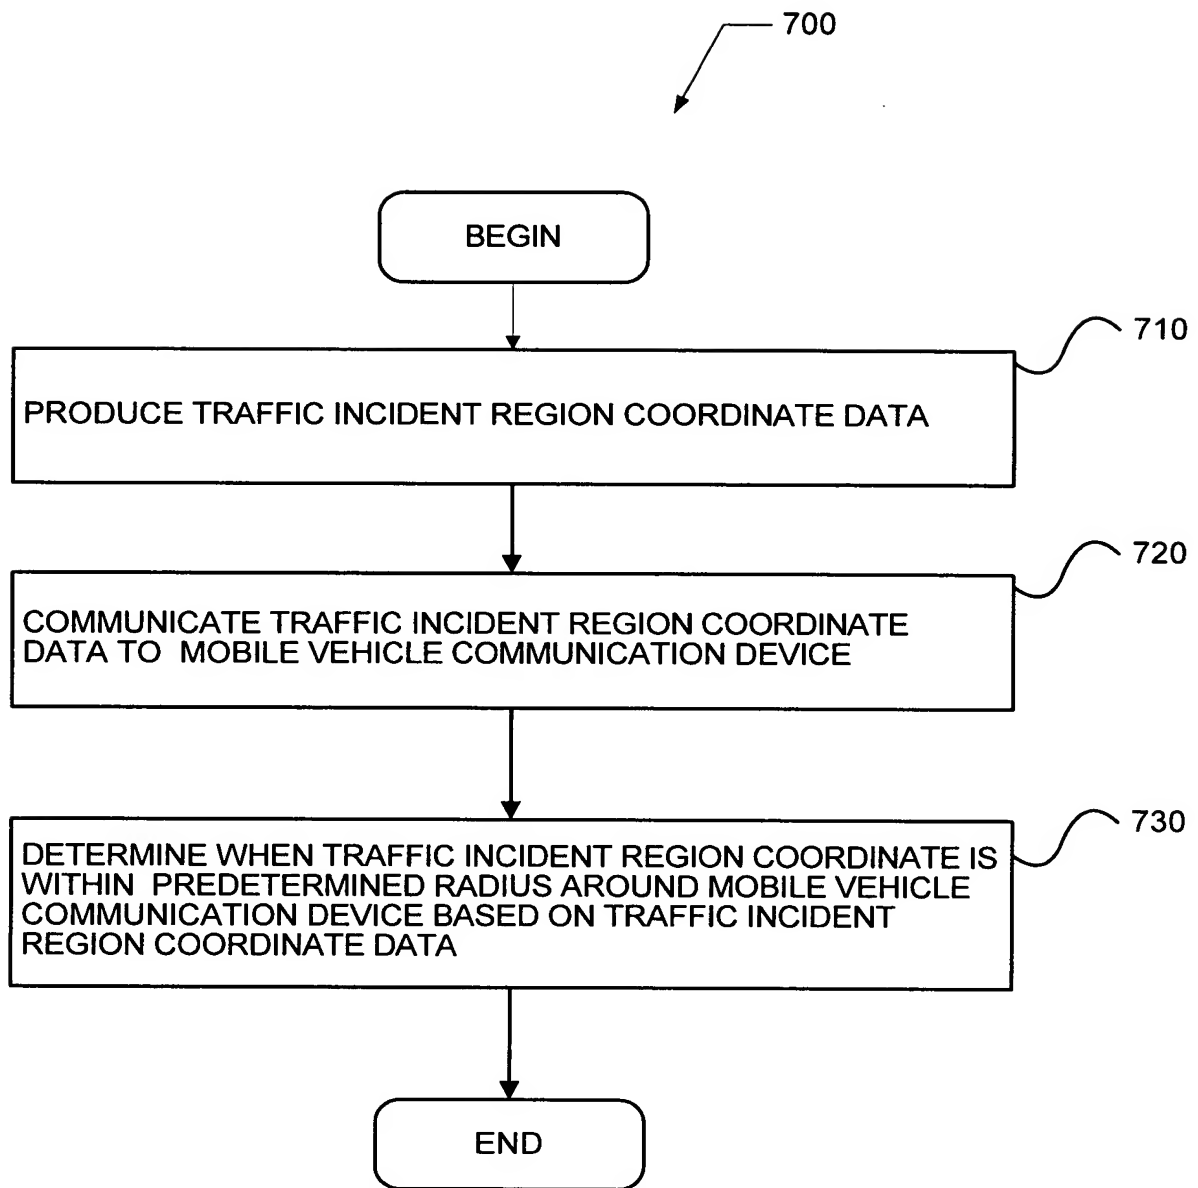 700
BEGIN
710
PRODUCE TRAFFIC INCIDENT REGION COORDINATE DATA
720
COMMUNICATE TRAFFIC INCIDENT REGION COORDINATE
DATA TO MOBILE VEHICLE COMMUNICATION DEVICE
730
DETERMINE WHEN TRAFFIC INCIDENT REGION COORDINATE IS
WITHIN PREDETERMINED RADIUS AROUND MOBILE VEHICLE
COMMUNICATION DEVICE BASED ON TRAFFIC INCIDENT
REGION COORDINATE DATA
END